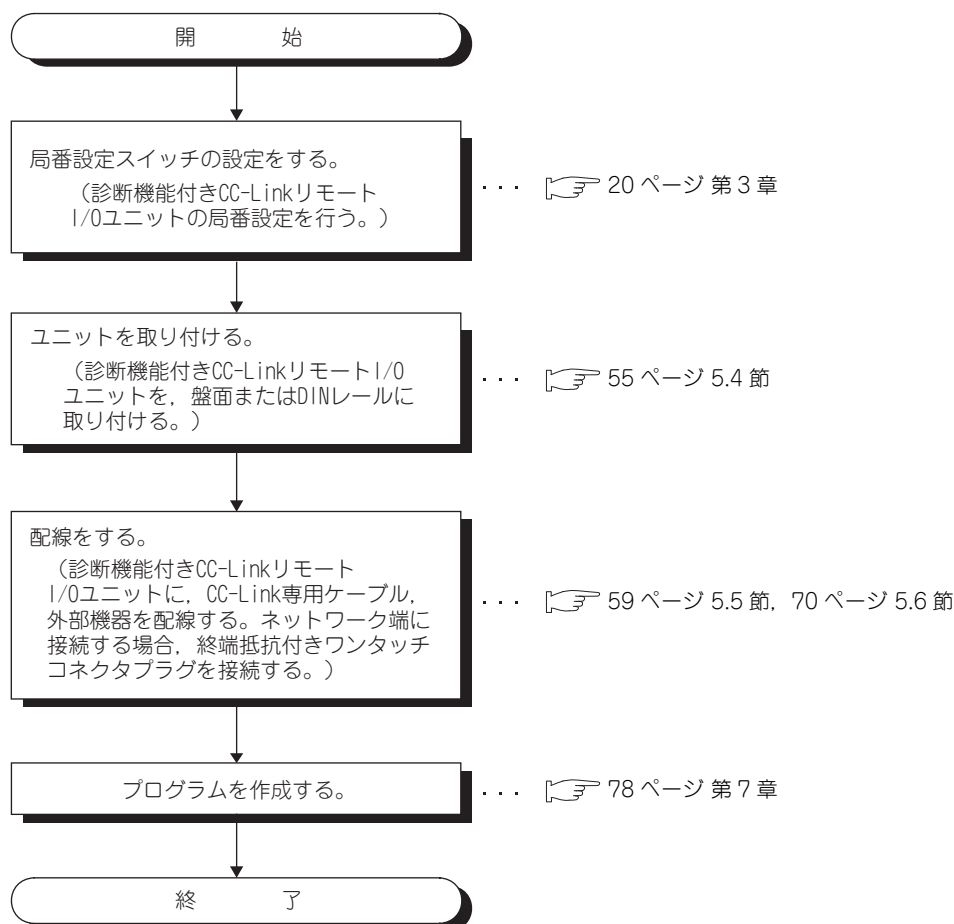 開 始
局番設定スイッチの設定をする。
(診断機能付きCC-Linkリモート
I/Oユニットの局番設定を行う。)
・・・ 20 ページ 第 3 章
ユニットを取り付ける。
(診断機能付きCC-LinkリモートI/O
ユニットを，盤面またはDINレールに
取り付ける。)
・・・ 55 ページ 5.4 節
配線をする。
(診断機能付きCC-Linkリモート
I/Oユニットに，CC-Link専用ケーブル，
外部機器を配線する。ネットワーク端に
接続する場合，終端抵抗付きワンタッチ
コネクタプラグを接続する。)
・・・ 59 ページ 5.5 節，70 ページ 5.6 節
プログラムを作成する。
・・・ 78 ページ 第 7 章
終 了